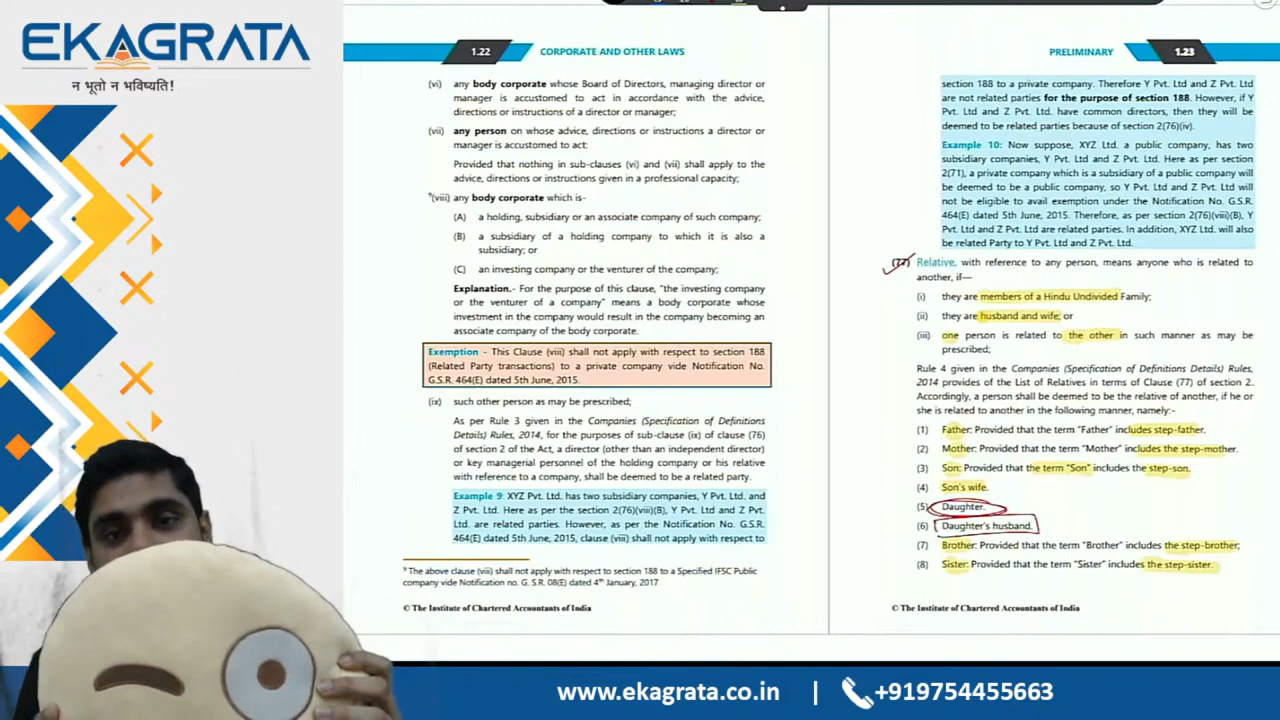 EKAGRATA
न भूतो न भविष्यति!
1.22 CORPORATE AND OTHER LAWS
(vi) any body corporate whose Board of Directors, managing director or
manager is accustomed to act in accordance with the advice,
directions or instructions of a director or manager;
(vii) any person on whose advice, directions or instructions a director or
manager is accustomed to act:
Provided that nothing in sub-clauses (vi) and (vii) shall apply to the
advice, directions or instructions given in a professional capacity;
9(viii) any body corporate which is-
(A) a holding, subsidiary or an associate company of such company;
(B) a subsidiary of a holding company to which it is also a
subsidiary; or
(C) an investing company or the venturer of the company;
Explanation.- For the purpose of this clause, "the investing company
or the venturer of a company" means a body corporate whose
investment in the company would result in the company becoming an
associate company of the body corporate.
Exemption - This Clause (viii) shall not apply with respect to section 188
(Related Party transactions) to a private company vide Notification No.
G.S.R. 464(E) dated 5th June, 2015.
(ix) such other person as may be prescribed;
As per Rule 3 given in the Companies (Specification of Definitions
Details) Rules, 2014, for the purposes of sub-clause (ix) of clause (76)
of section 2 of the Act, a director (other than an independent director)
or key managerial personnel of the holding company or his relative
with reference to a company, shall be deemed to be a related party.
Example 9: XYZ Pvt. Ltd. has two subsidiary companies, Y Pvt. Ltd. and
Z Pvt. Ltd. Here as per the section 2(76)(viii)(B), Y Pvt. Ltd and Z Pvt.
Ltd. are related parties. However, as per the Notification No. G.S.R.
464(E) dated 5th June, 2015, clause (viii) shall not apply with respect to
9 The above clause (viii) shall not apply with respect to section 188 to a Specified IFSC Public
company vide Notification no. G. S.R. 08(E) dated 4th January, 2017
© The Institute of Chartered Accountants of India
PRELIMINARY 1.23
section 188 to a private company. Therefore Y Pvt. Ltd and Z Pvt. Ltd
are not related parties for the purpose of section 188. However, if Y
Pvt. Ltd and Z Pvt. Ltd have common directors, then they will be
deemed to be related parties because of section 2(76)(iv).
Example 10: Now suppose, XYZ Ltd. a public company, has two
subsidiary companies, Y Pvt. Ltd and Z Pvt. Ltd. Here as per section
2(71), a private company which is a subsidiary of a public company will
be deemed to be a public company, so Y Pvt. Ltd and Z Pvt. Ltd will
not be eligible to avail exemption under the Notification No. G.S.R.
464(E) dated 5th June, 2015. Therefore, as per section 2(76)(viii)(B), Y
Pvt. Ltd and Z Pvt. Ltd are related parties. In addition, XYZ Ltd. will also
be related Party to Y Pvt. Ltd and Z Pvt. Ltd.
(77) Relative, with reference to any person, means anyone who is related to
another, if—
(i) they are members of a Hindu Undivided Family;
(ii) they are husband and wife; or
(iii) one person is related to the other in such manner as may be
prescribed;
Rule 4 given in the Companies (Specification of Definitions Details) Rules,
2014 provides of the List of Relatives in terms of Clause (77) of section 2.
Accordingly, a person shall be deemed to be the relative of another, if he or
she is related to another in the following manner, namely:-
(1) Father: Provided that the term "Father" includes step-father.
(2) Mother: Provided that the term "Mother" includes the step-mother.
(3) Son: Provided that the term "Son" includes the step-son.
(4) Son's wife.
(5) Daughter.
(6) Daughter's husband.
(7) Brother: Provided that the term "Brother" includes the step-brother;
(8) Sister: Provided that the term "Sister" includes the step-sister.
© The Institute of Chartered Accountants of India
www.ekagrata.co.in | +919754455663